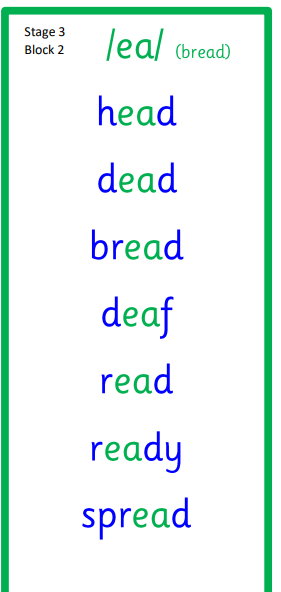 Stage 3
Block 2
/ea/ (bread)
head
dead
bread
deaf
read
ready
spread